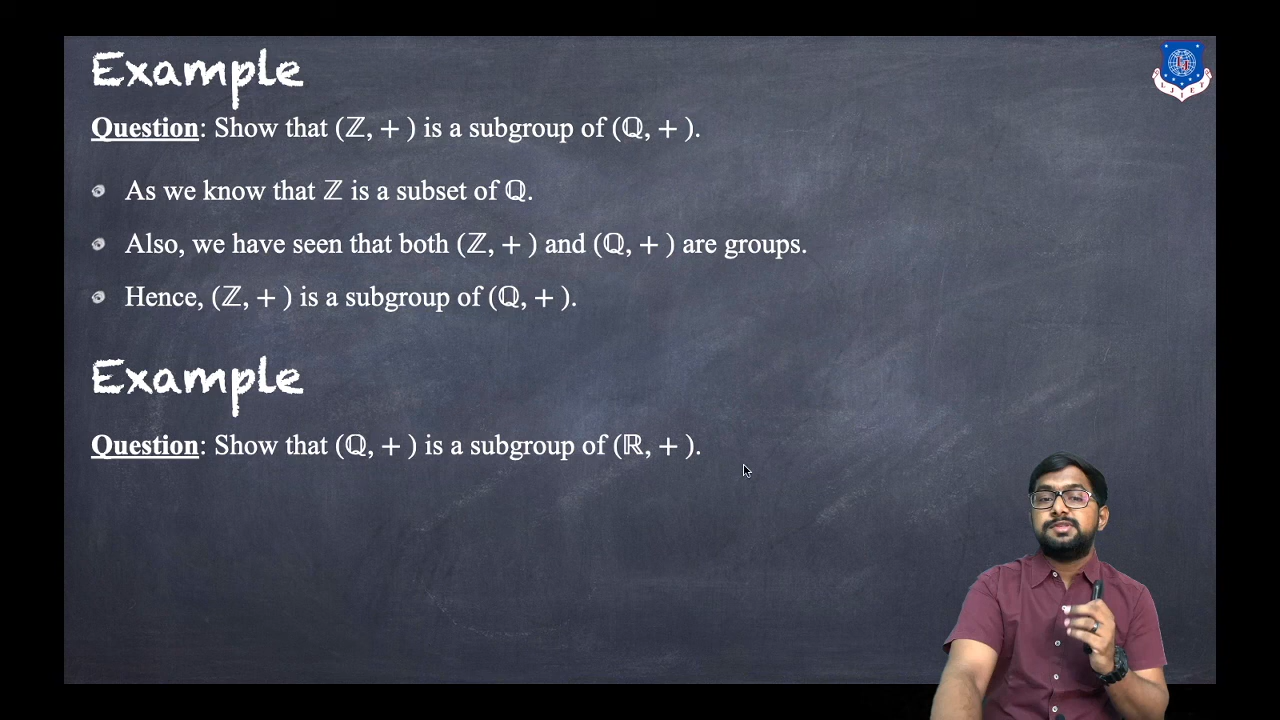 Example
Question: Show that (ℤ, + ) is a subgroup of (ℚ, + ).
As we know that ℤ is a subset of ℚ.
Also, we have seen that both (ℤ, + ) and (ℚ, + ) are groups.
Hence, (ℤ, + ) is a subgroup of (ℚ, + ).
Example
Question: Show that (ℚ, + ) is a subgroup of (ℝ, + ).